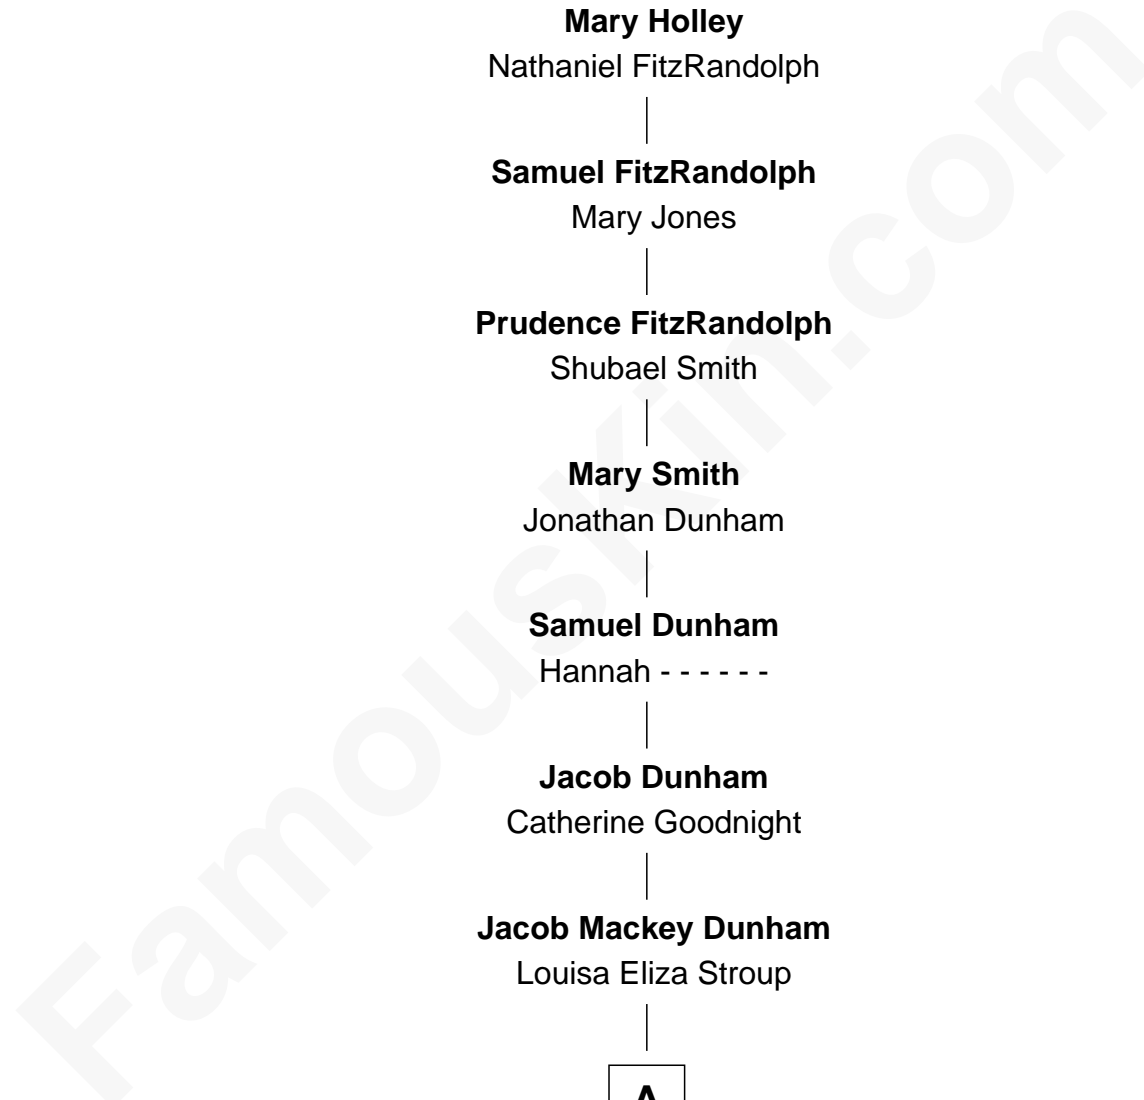 Mary Holley
Nathaniel FitzRandolph
Samuel FitzRandolph
Mary Jones
Prudence FitzRandolph
Shubael Smith
Mary Smith
Jonathan Dunham
Samuel Dunham
Hannah - - - - - -
Jacob Dunham
Catherine Goodnight
Jacob Mackey Dunham
Louisa Eliza Stroup
A
FamousKin.com